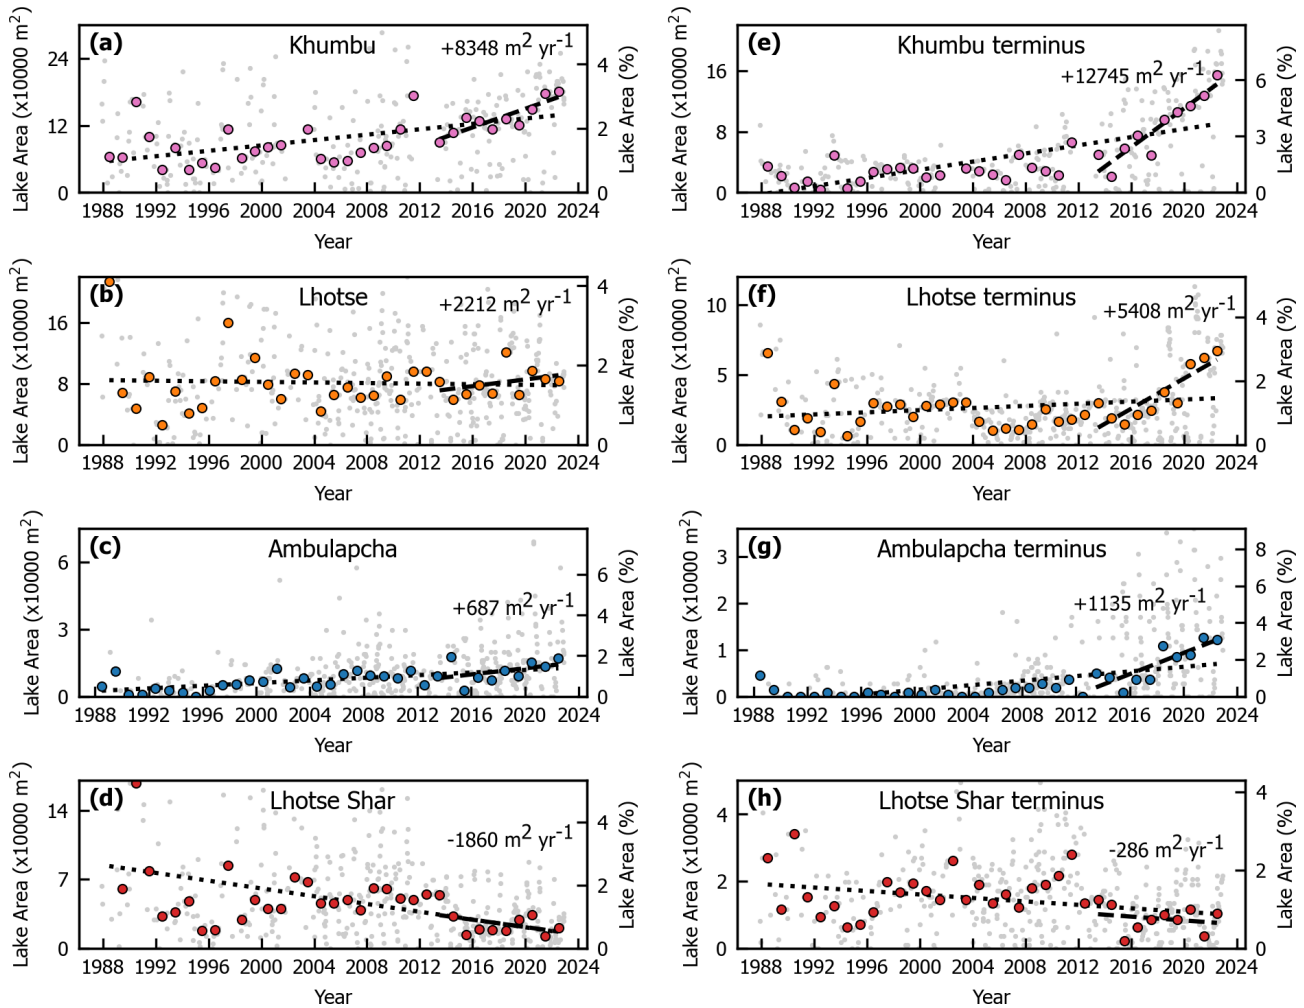 (a)
Khumbu
+8348 m² yr⁻¹
Lake Area (x10000 m²)
24
12
0
4
2
0
Lake Area (%)
1988 1992 1996 2000 2004 2008 2012 2016 2020 2024
Year
(e)
Khumbu terminus
+12745 m² yr⁻¹
Lake Area (x10000 m²)
16
8
0
6
3
0
Lake Area (%)
1988 1992 1996 2000 2004 2008 2012 2016 2020 2024
Year
(b)
Lhotse
+2212 m² yr⁻¹
Lake Area (x10000 m²)
16
8
0
4
2
0
Lake Area (%)
1988 1992 1996 2000 2004 2008 2012 2016 2020 2024
Year
(f)
Lhotse terminus
+5408 m² yr⁻¹
Lake Area (x10000 m²)
10
5
0
4
2
0
Lake Area (%)
1988 1992 1996 2000 2004 2008 2012 2016 2020 2024
Year
(c)
Ambulapcha
+687 m² yr⁻¹
Lake Area (x10000 m²)
6
3
0
6
4
2
0
Lake Area (%)
1988 1992 1996 2000 2004 2008 2012 2016 2020 2024
Year
(g)
Ambulapcha terminus
+1135 m² yr⁻¹
Lake Area (x10000 m²)
3
2
1
0
8
6
4
2
0
Lake Area (%)
1988 1992 1996 2000 2004 2008 2012 2016 2020 2024
Year
(d)
Lhotse Shar
-1860 m² yr⁻¹
Lake Area (x10000 m²)
14
7
0
4
2
0
Lake Area (%)
1988 1992 1996 2000 2004 2008 2012 2016 2020 2024
Year
(h)
Lhotse Shar terminus
-286 m² yr⁻¹
Lake Area (x10000 m²)
4
2
0
4
2
0
Lake Area (%)
1988 1992 1996 2000 2004 2008 2012 2016 2020 2024
Year